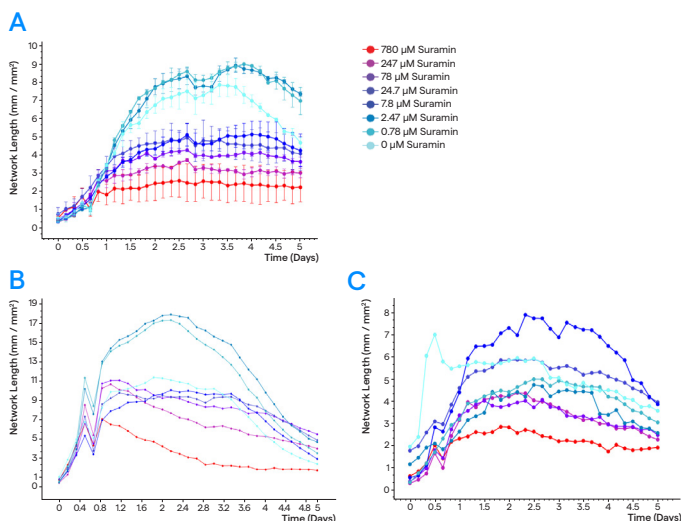 A
Network Length (mm / mm²)
10
9
8
7
6
5
4
3
2
1
0
0 0.5 1 1.5 2 2.5 3 3.5 4 4.5 5
Time (Days)
780 µM Suramin
247 µM Suramin
78 µM Suramin
24.7 µM Suramin
7.8 µM Suramin
2.47 µM Suramin
0.78 µM Suramin
0 µM Suramin
B
Network Length (mm / mm²)
19
17
15
13
11
9
7
5
3
1
0
0 0.4 0.8 1.2 1.6 2 2.4 2.8 3.2 3.6 4 4.4 4.6 5
Time (Days)
C
Network Length (mm / mm²)
8
7
6
5
4
3
2
1
0
0 0.5 1 1.5 2 2.5 3 3.5 4 4.5 5
Time (Days)